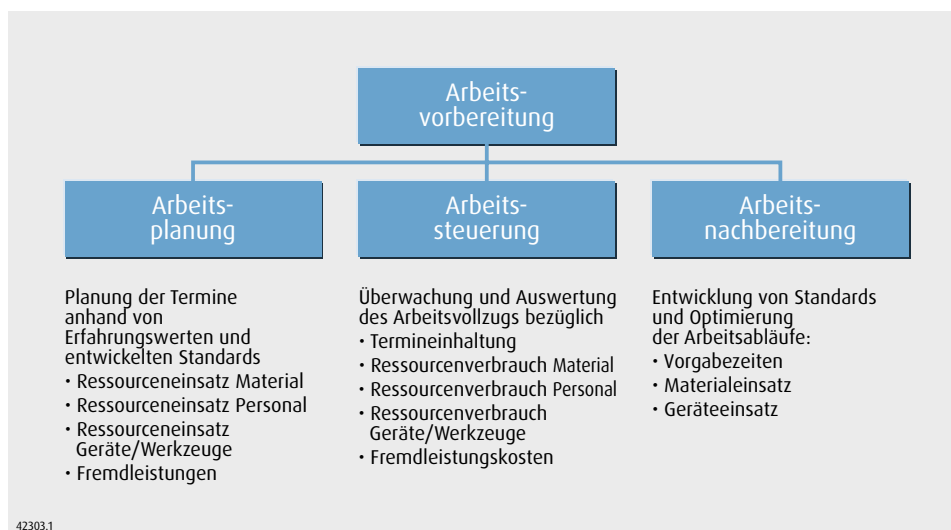 Arbeits-
vorbereitung
Arbeits-
planung
Arbeits-
steuerung
Arbeits-
nachbereitung
Planung der Termine
anhand von
Erfahrungswerten und
entwickelten Standards
• Ressourceneinsatz Material
• Ressourceneinsatz Personal
• Ressourceneinsatz
Geräte/Werkzeuge
• Fremdleistungen
Überwachung und Auswertung
des Arbeitsvollzugs bezüglich
• Termineinhaltung
• Ressourcenverbrauch Material
• Ressourcenverbrauch Personal
• Ressourcenverbrauch
Geräte/Werkzeuge
• Fremdleistungskosten
Entwicklung von Standards
und Optimierung
der Arbeitsabläufe:
• Vorgabezeiten
• Materialeinsatz
• Geräteeinsatz
42303.1